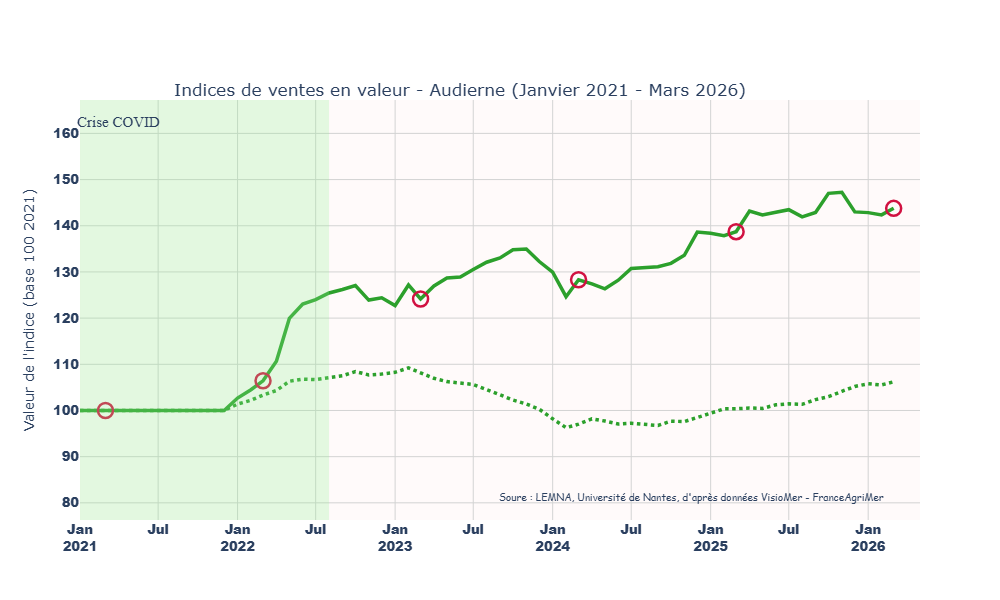 Indices de ventes en valeur - Audierne (Janvier 2021 - Mars 2026)
Crise COVID
Valeur de l'indice (base 100 2021)
160
150
140
130
120
110
100
90
80
Soure : LEMNA, Université de Nantes, d'après données VisioMer - FranceAgriMer
Jan Jul Jan Jul Jan Jul Jan Jul Jan Jul Jan
2021 2022 2023 2024 2025 2026